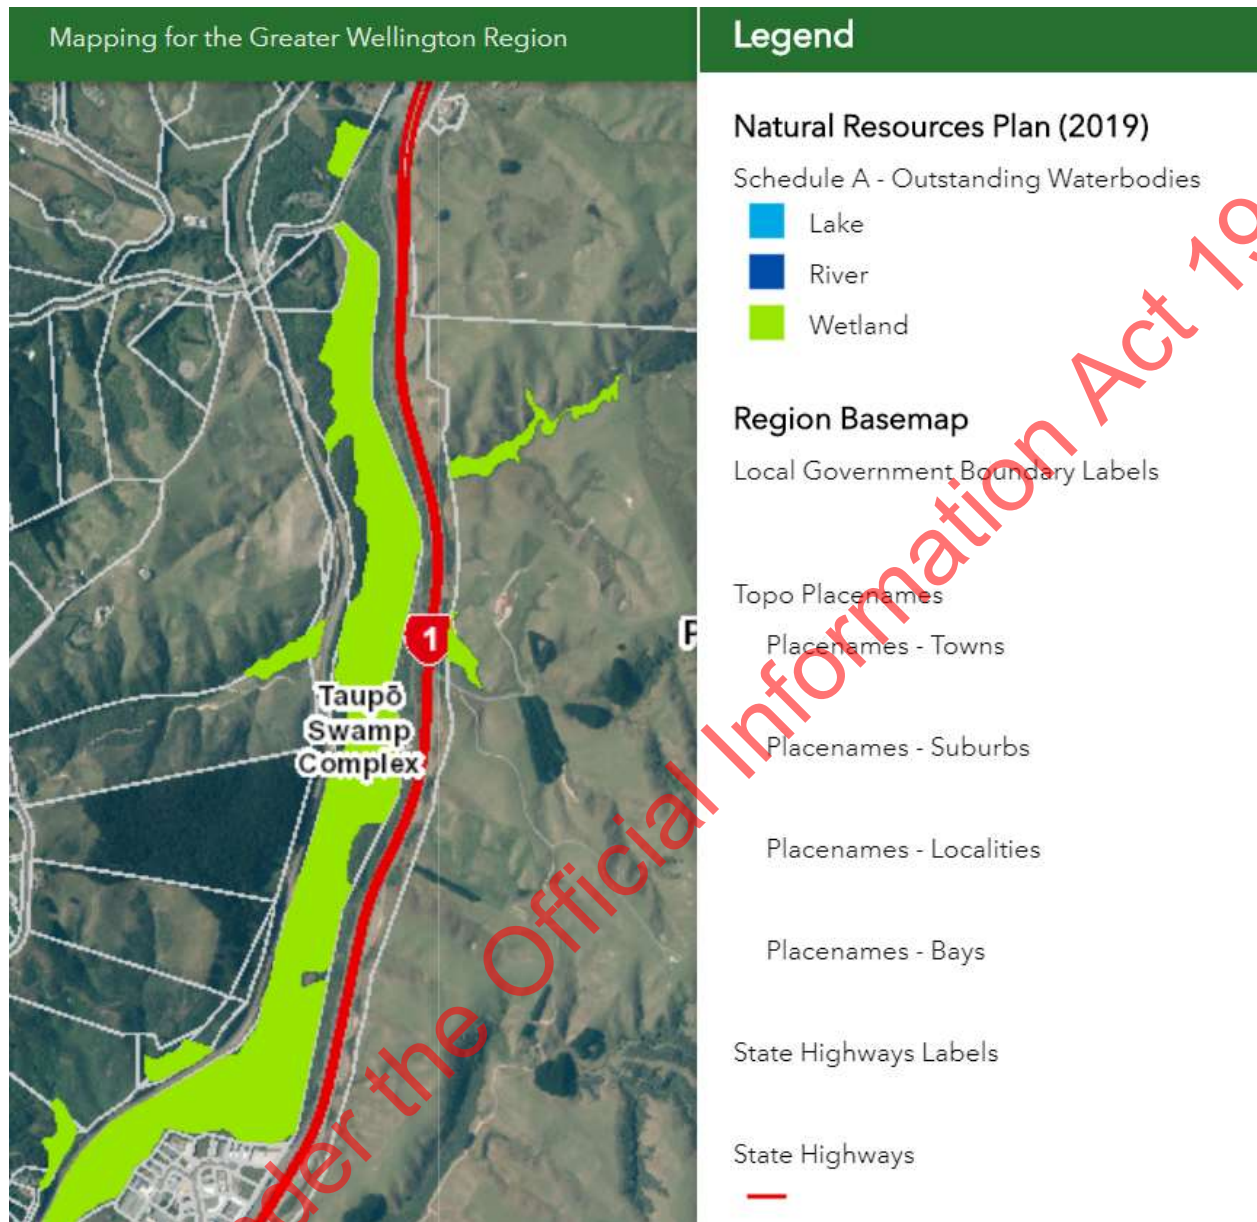 Mapping for the Greater Wellington Region
Taupō
Swamp
Complex
1
P
Legend
Natural Resources Plan (2019)
Schedule A - Outstanding Waterbodies
Lake
River
Wetland
Region Basemap
Local Government Boundary Labels
Topo Placenames
Placenames - Towns
Placenames - Suburbs
Placenames - Localities
Placenames - Bays
State Highways Labels
State Highways
under the Official Information Act 19